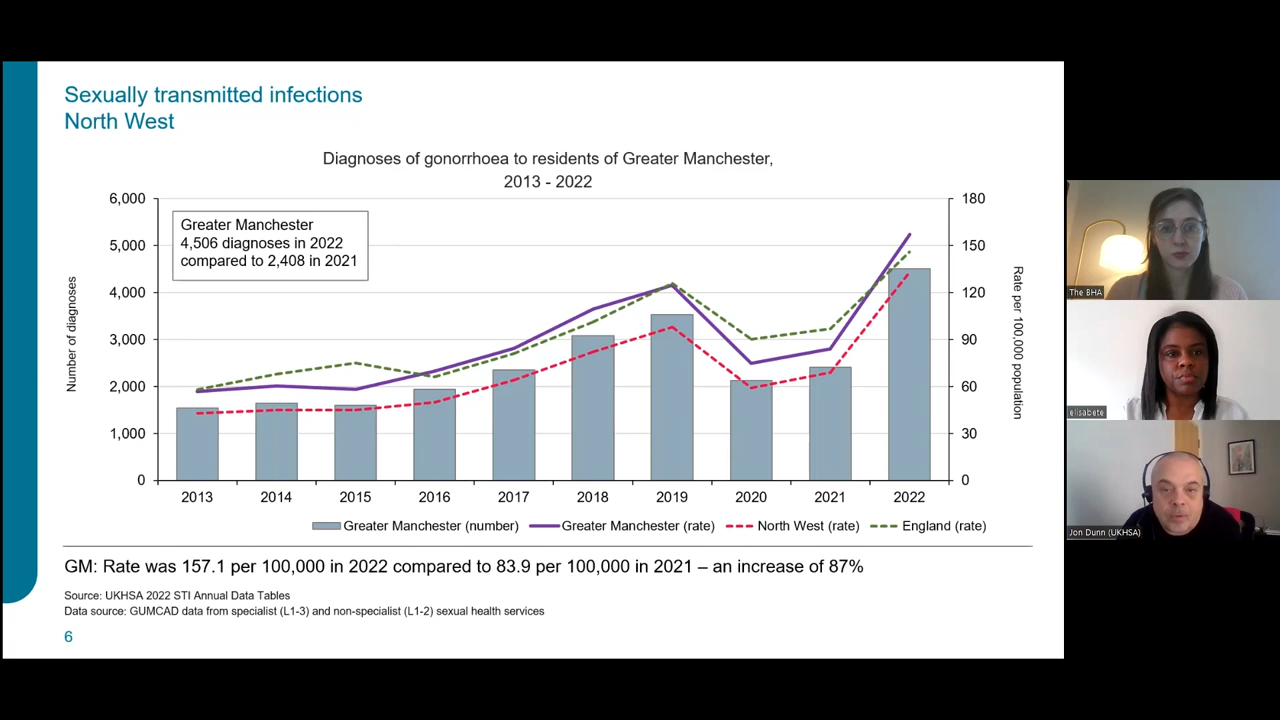 Sexually transmitted infections
North West
Diagnoses of gonorrhoea to residents of Greater Manchester,
2013 - 2022
6,000
5,000
4,000
3,000
2,000
1,000
0
Number of diagnoses
Greater Manchester
4,506 diagnoses in 2022
compared to 2,408 in 2021
180
150
120
90
60
30
0
Rate per 100,000 population
2013 2014 2015 2016 2017 2018 2019 2020 2021 2022
Greater Manchester (number) Greater Manchester (rate) North West (rate) England (rate)
GM: Rate was 157.1 per 100,000 in 2022 compared to 83.9 per 100,000 in 2021 – an increase of 87%
Source: UKHSA 2022 STI Annual Data Tables
Data source: GUMCAD data from specialist (L1-3) and non-specialist (L1-2) sexual health services
6
The BHA
elisabete
Jon Dunn (UKHSA)